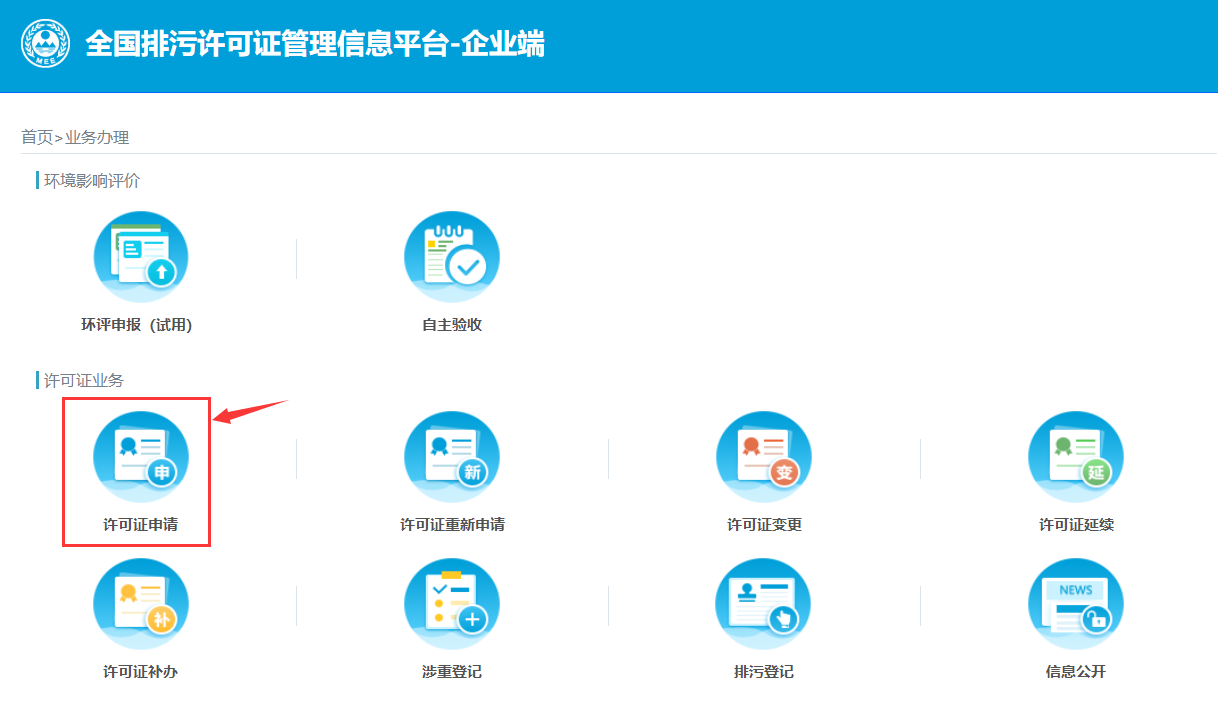 MEE
全国排污许可证管理信息平台-企业端
首页>业务办理
环境影响评价
环评申报（试用）
自主验收
许可证业务
申
新
变
延
许可证申请
许可证重新申请
许可证变更
许可证延续
补
NEWS
许可证补办
涉重登记
排污登记
信息公开